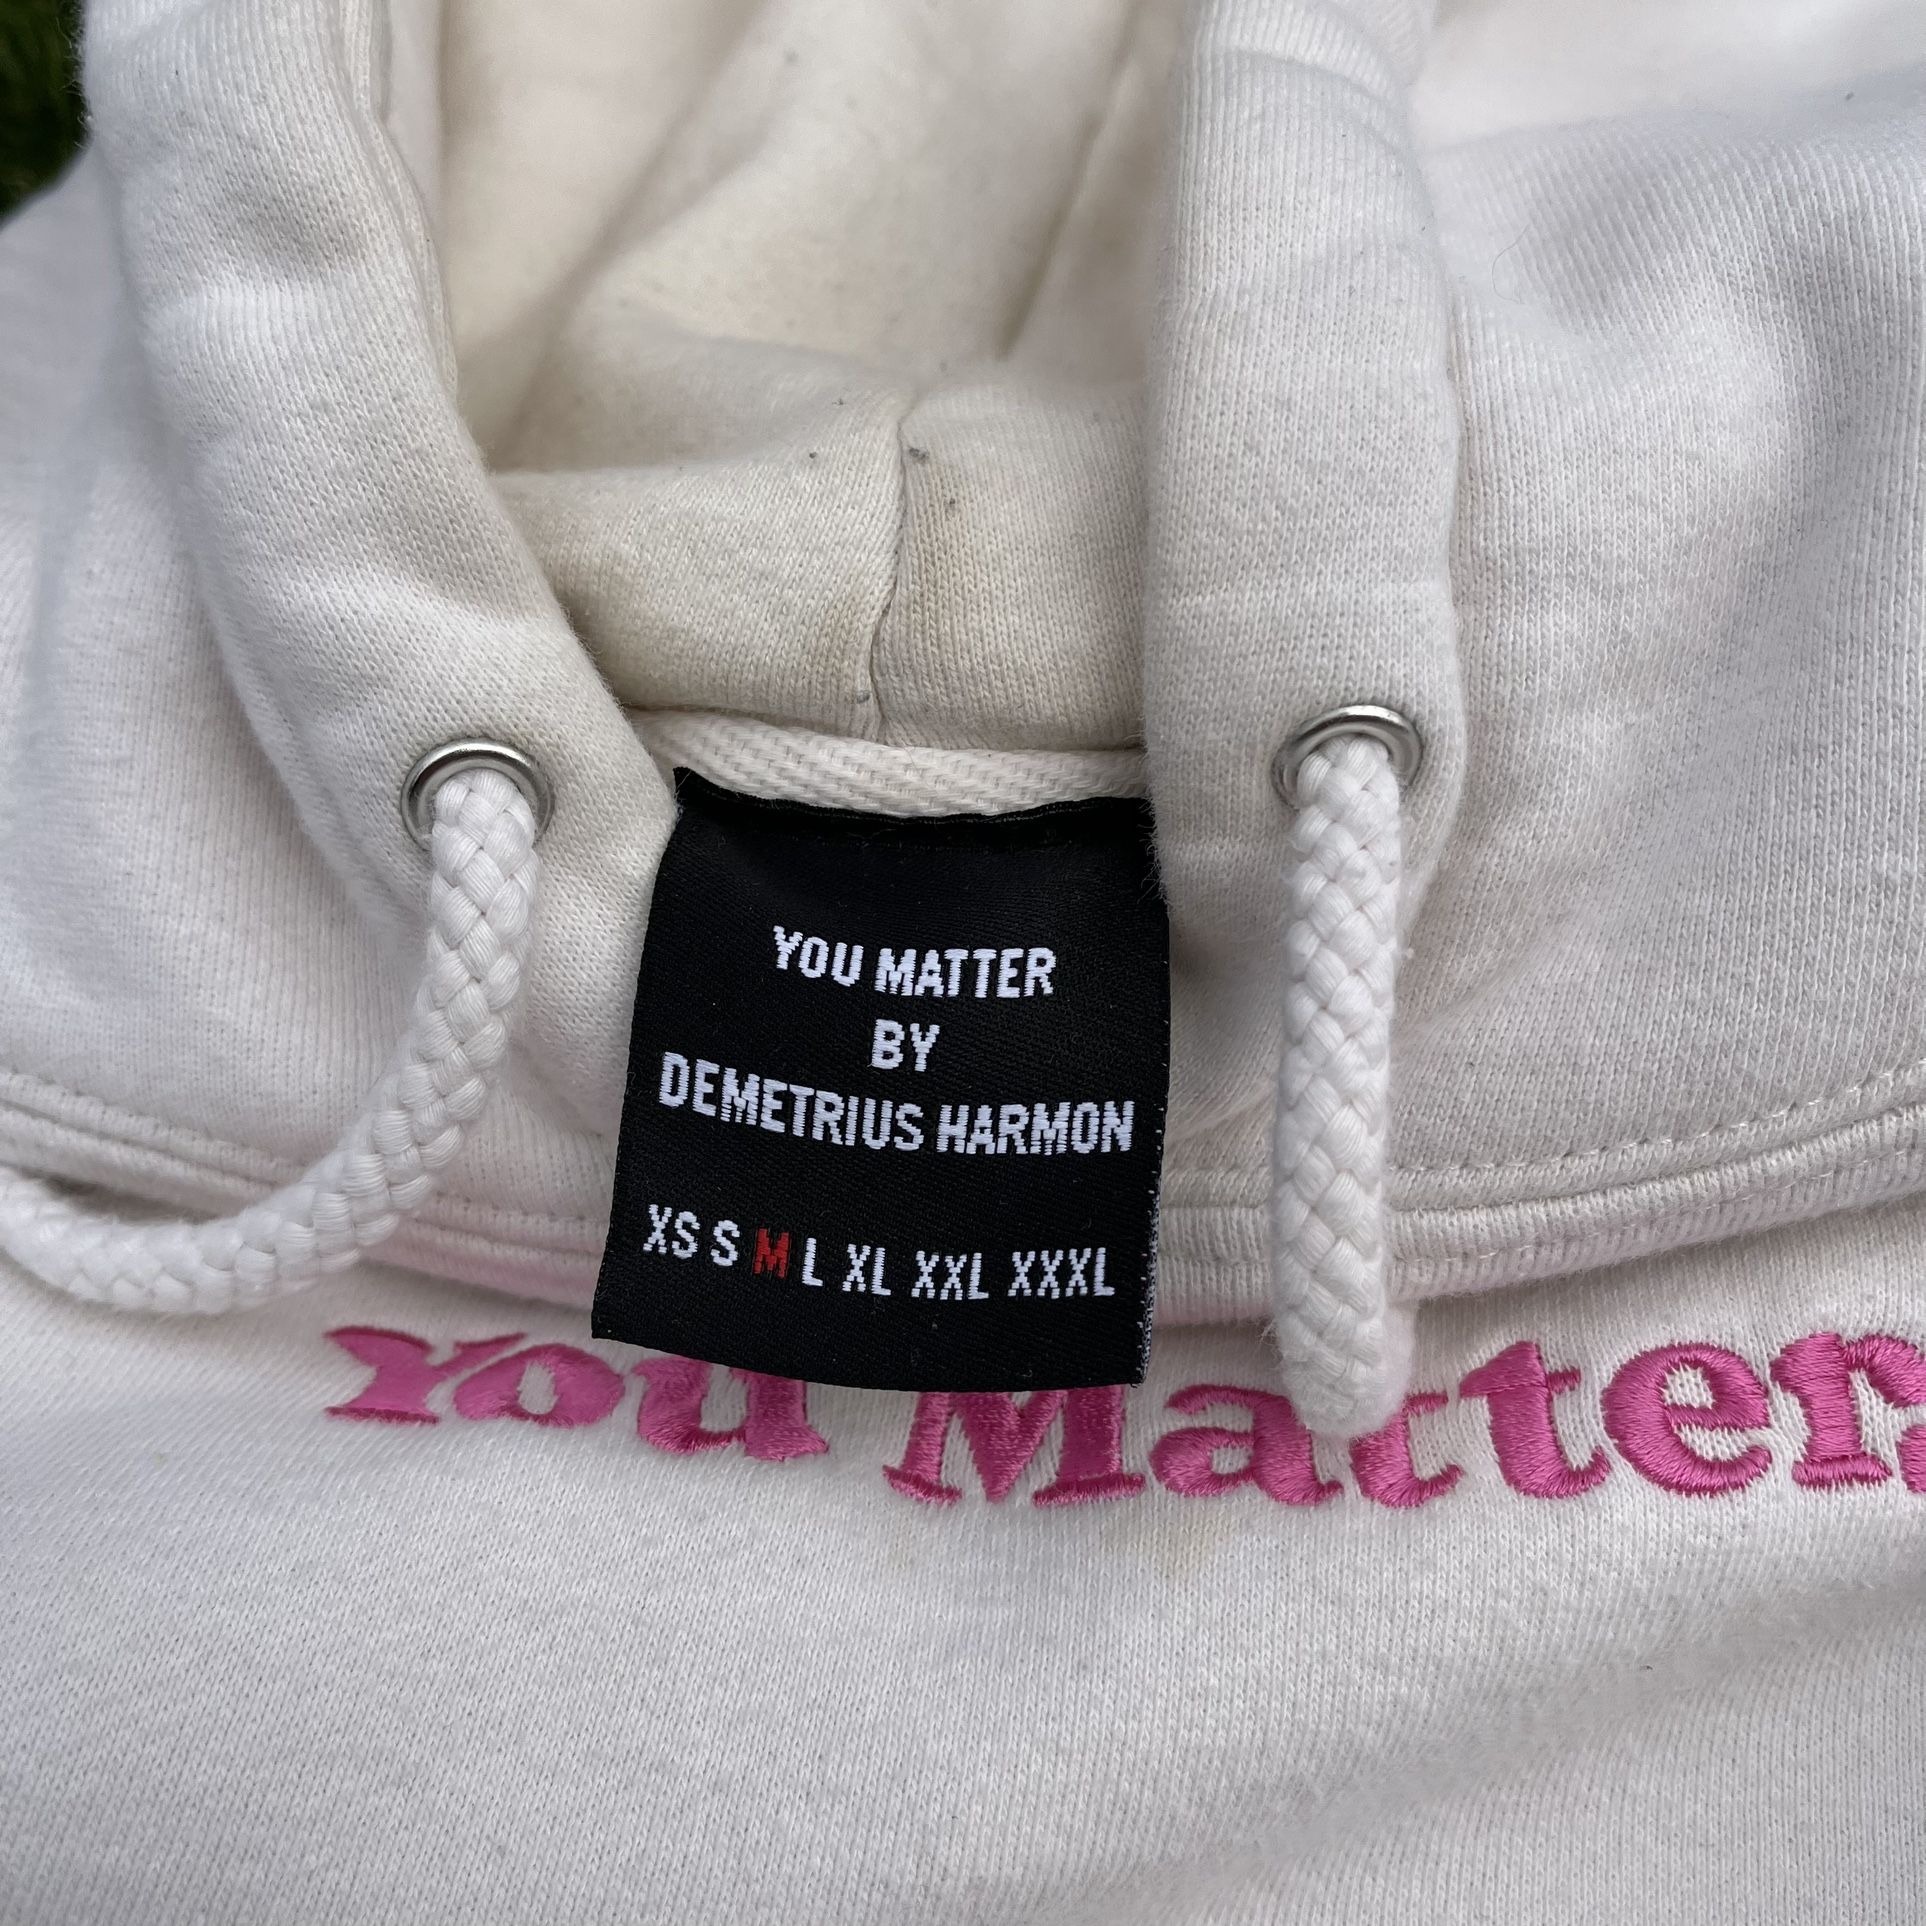 YOU MATTER
BY
DEMETRIUS HARMON
XS S M L XL XXL XXXL
You Matter.